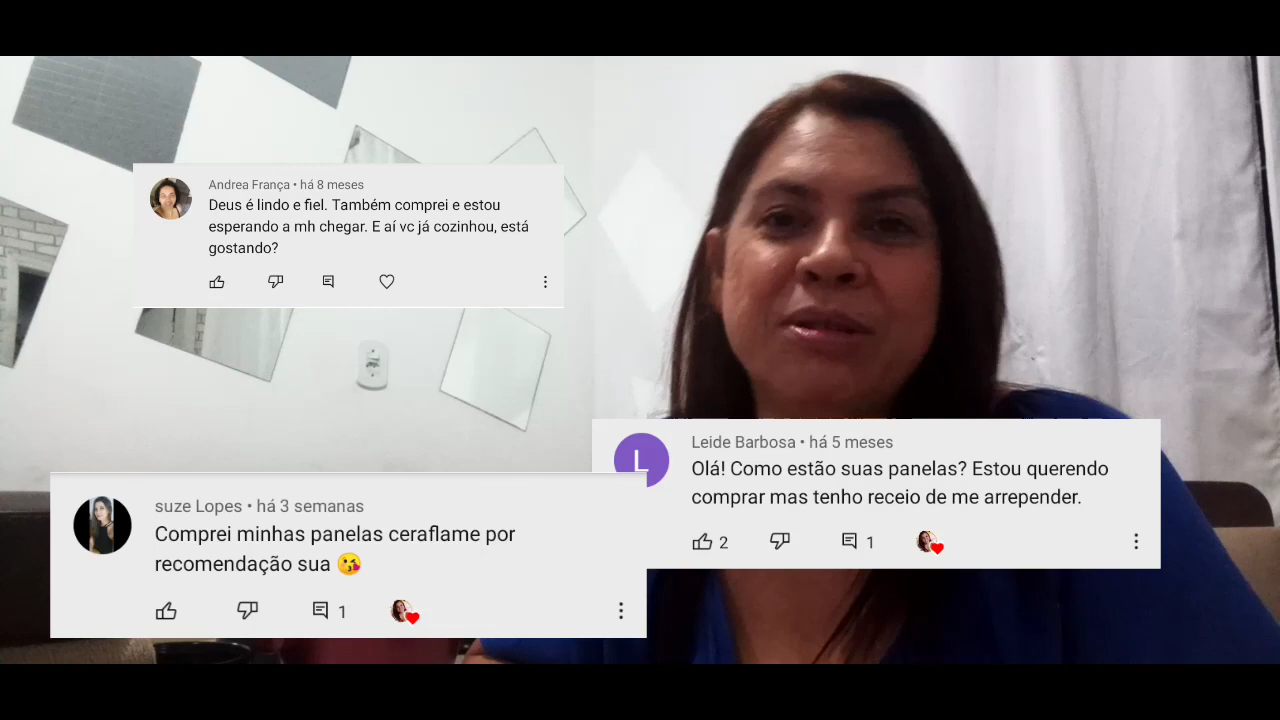 Andrea França • há 8 meses
Deus é lindo e fiel. Também comprei e estou
esperando a mh chegar. E aí vc já cozinhou, está
gostando?
L
Leide Barbosa • há 5 meses
Olá! Como estão suas panelas? Estou querendo
comprar mas tenho receio de me arrepender.
2
1
suze Lopes • há 3 semanas
Comprei minhas panelas ceraflame por
recomendação sua 😘
1